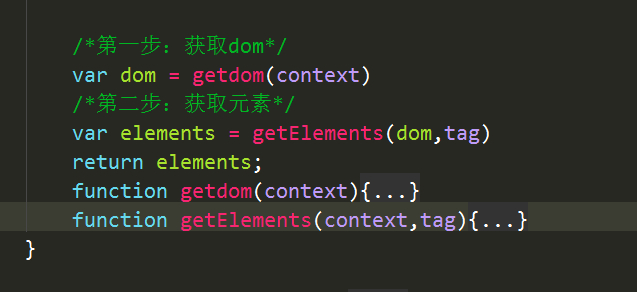 /*第一步：获取dom*/
var dom = getdom(context)
/*第二步：获取元素*/
var elements = getElements(dom,tag)
return elements;
function getdom(context){...}
function getElements(context,tag){...}
}